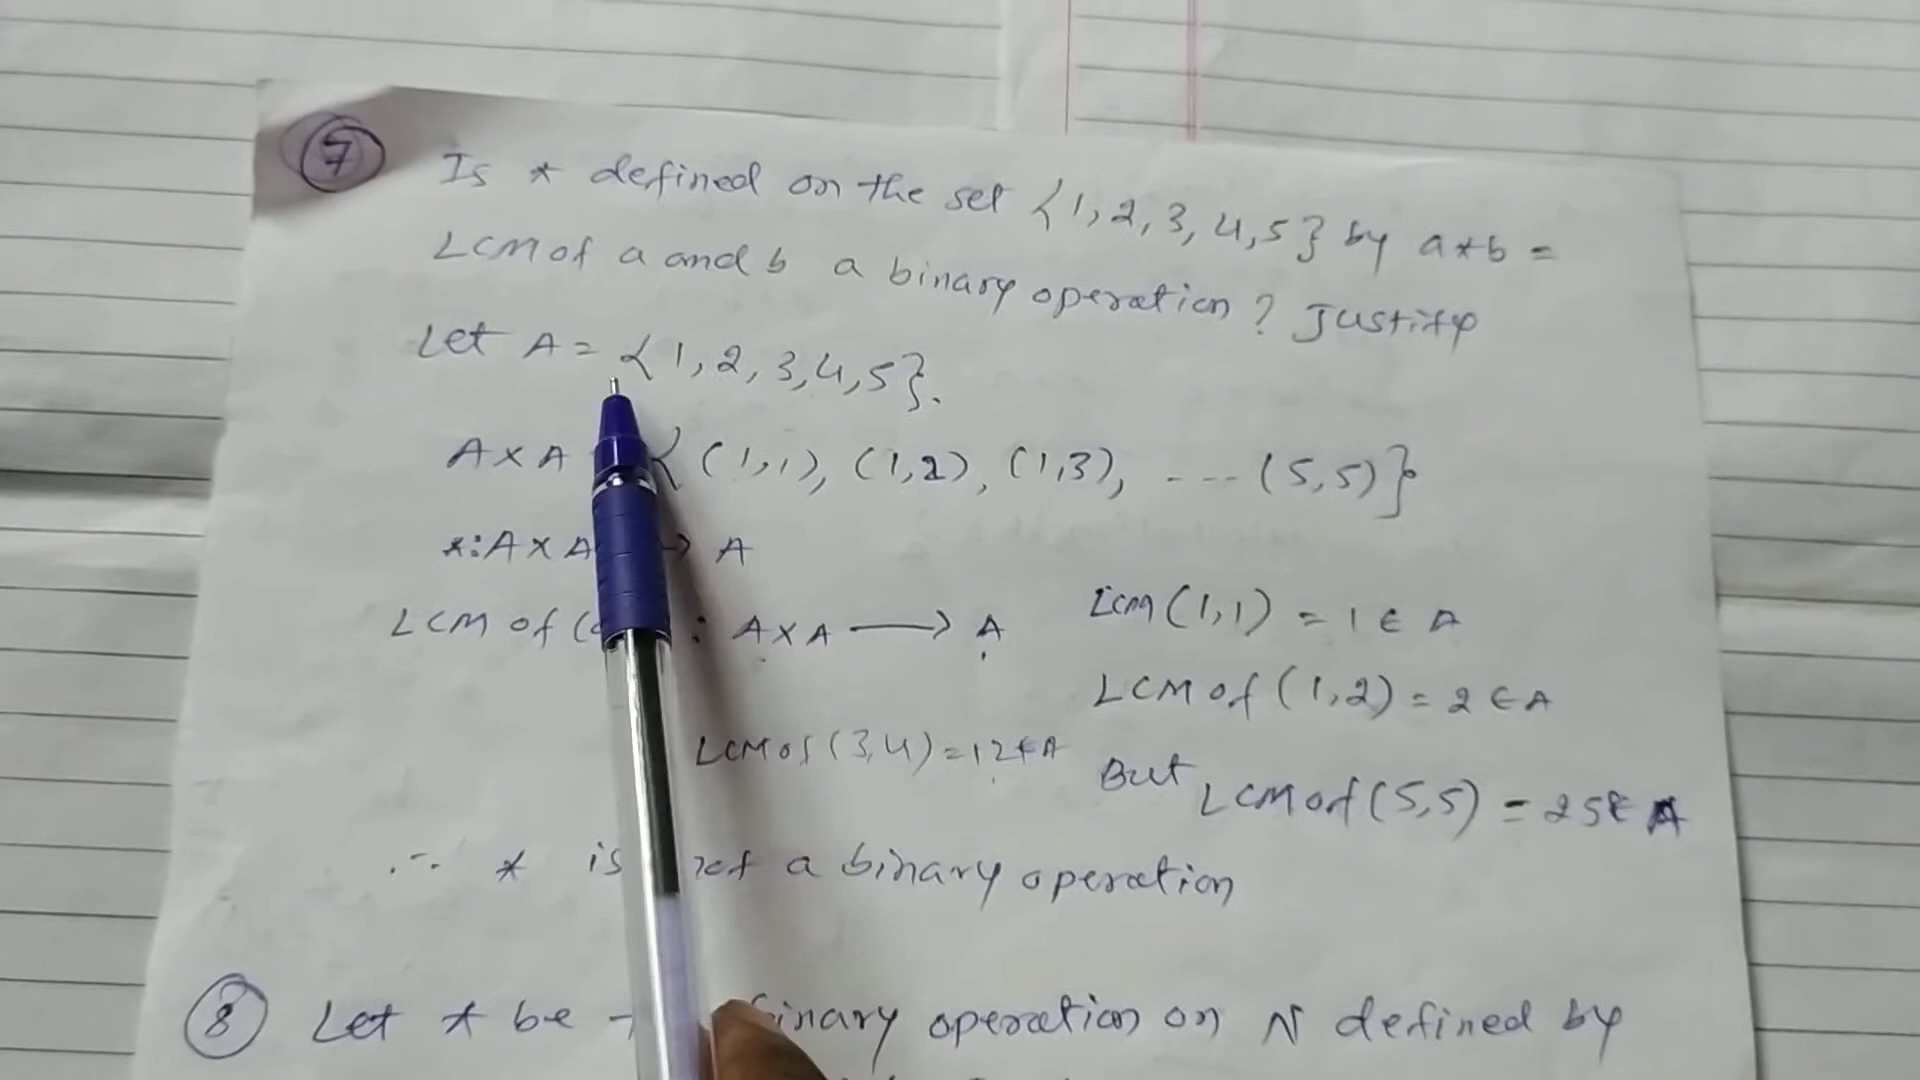 7 Is * defined on the set {1, 2, 3, 4, 5} by a*b =
LCM of a and b a binary operation? Justify
Let A = {1, 2, 3, 4, 5}.
A×A {(1,1), (1,2), (1,3), --- (5,5)}
*: A×A → A
LCM of ( : A×A → A
LCM (1,1) = 1 ∈ A
LCM of (1,2) = 2 ∈ A
LCM of (3,4) = 12 ∉ A
But LCM of (5,5) = 25 ∉ A
∴ * is not a binary operation
8 Let * be binary operation on N defined by